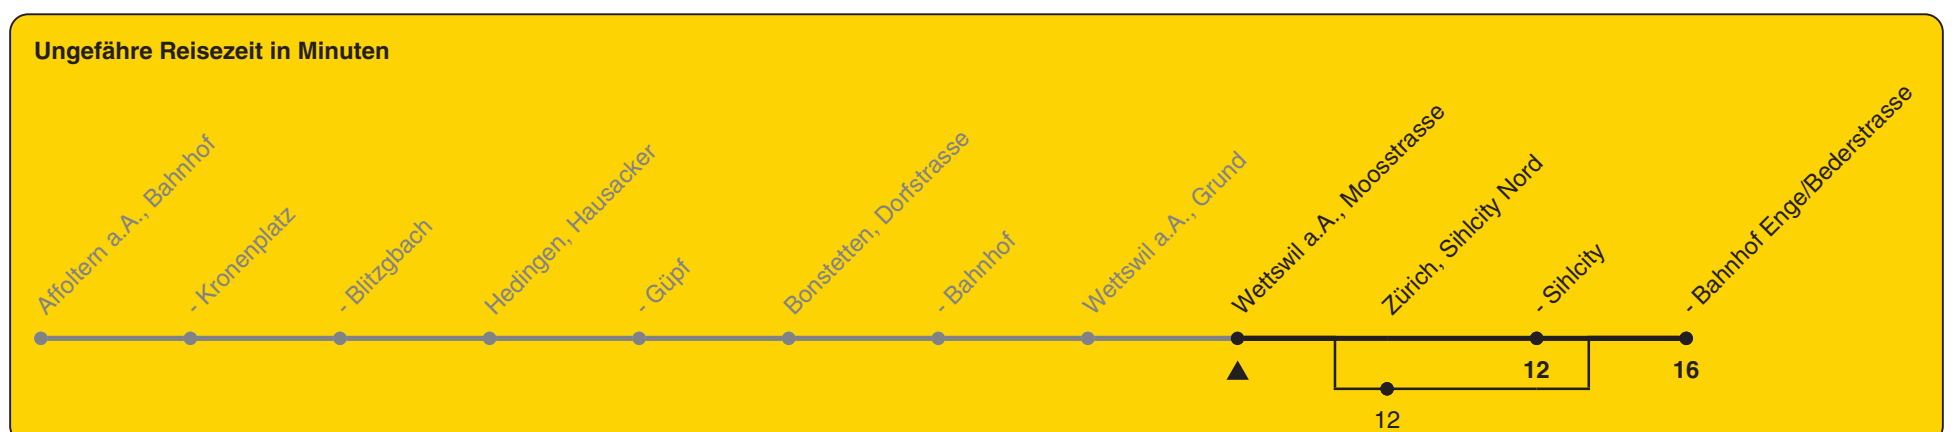 Ungefähre Reisezeit in Minuten
Affoltern a.A., Bahnhof
- Kronenplatz
- Blitzgbach
Hedingen, Hausacker
- Güpf
Bonstetten, Dorfstrasse
- Bahnhof
Wettswil a.A., Grund
Wettswil a.A., Moosstrasse
Zürich, Sihlcity Nord
- Sihlcity
- Bahnhof Enge/Bederstrasse
12
16
12